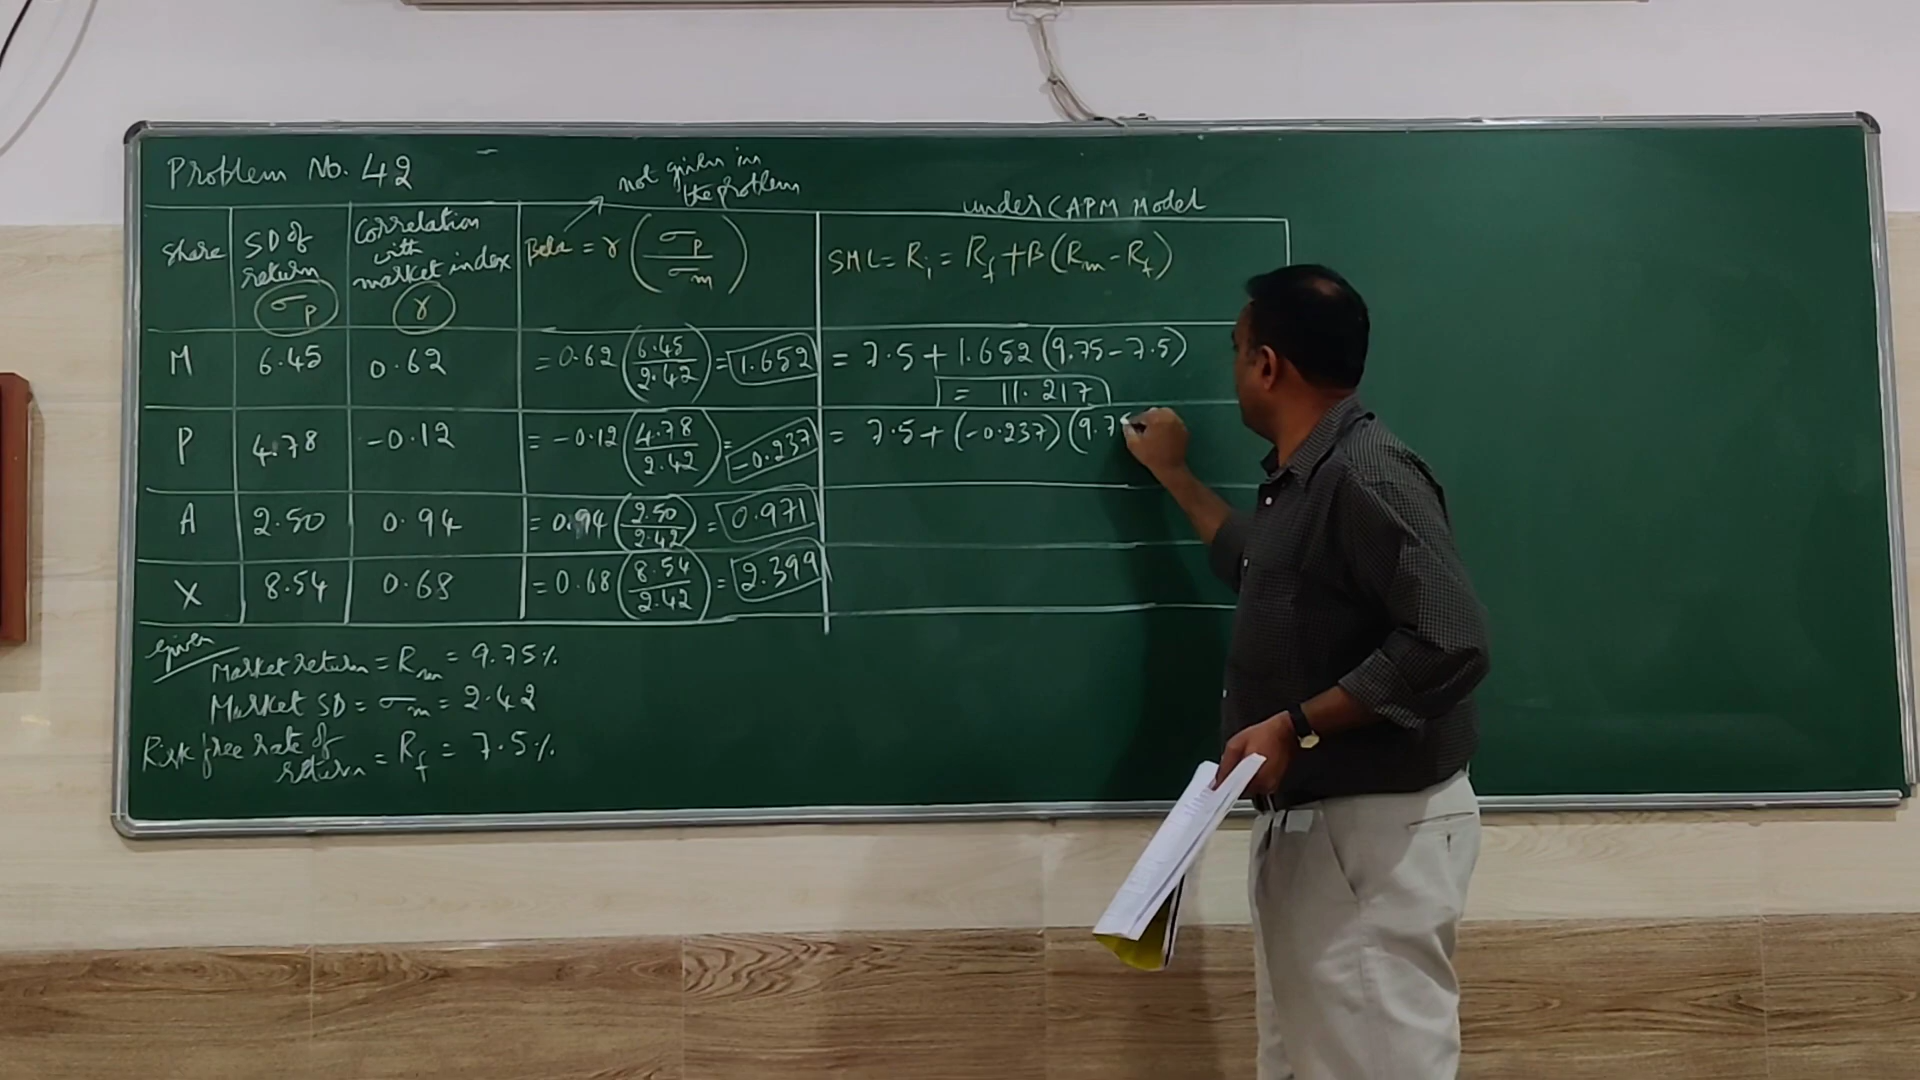 Problem No. 42
not given in
the problem
under CAPM Model
Share
SD of
return
σp
Correlation
with
market index
γ
Beta = γ (σp / σm)
SML = Ri = Rf + β (Rm - Rf)
M
6.45
0.62
= 0.62 (6.45 / 2.42) = 1.652
= 7.5 + 1.652 (9.75 - 7.5)
= 11.217
P
4.78
-0.12
= -0.12 (4.78 / 2.42) = -0.237
= 7.5 + (-0.237) (9.75
A
2.50
0.94
= 0.94 (2.50 / 2.42) = 0.971
X
8.54
0.68
= 0.68 (8.54 / 2.42) = 2.399
Given
Market return = Rm = 9.75%
Market SD = σm = 2.42
Risk free rate of
return = Rf = 7.5%